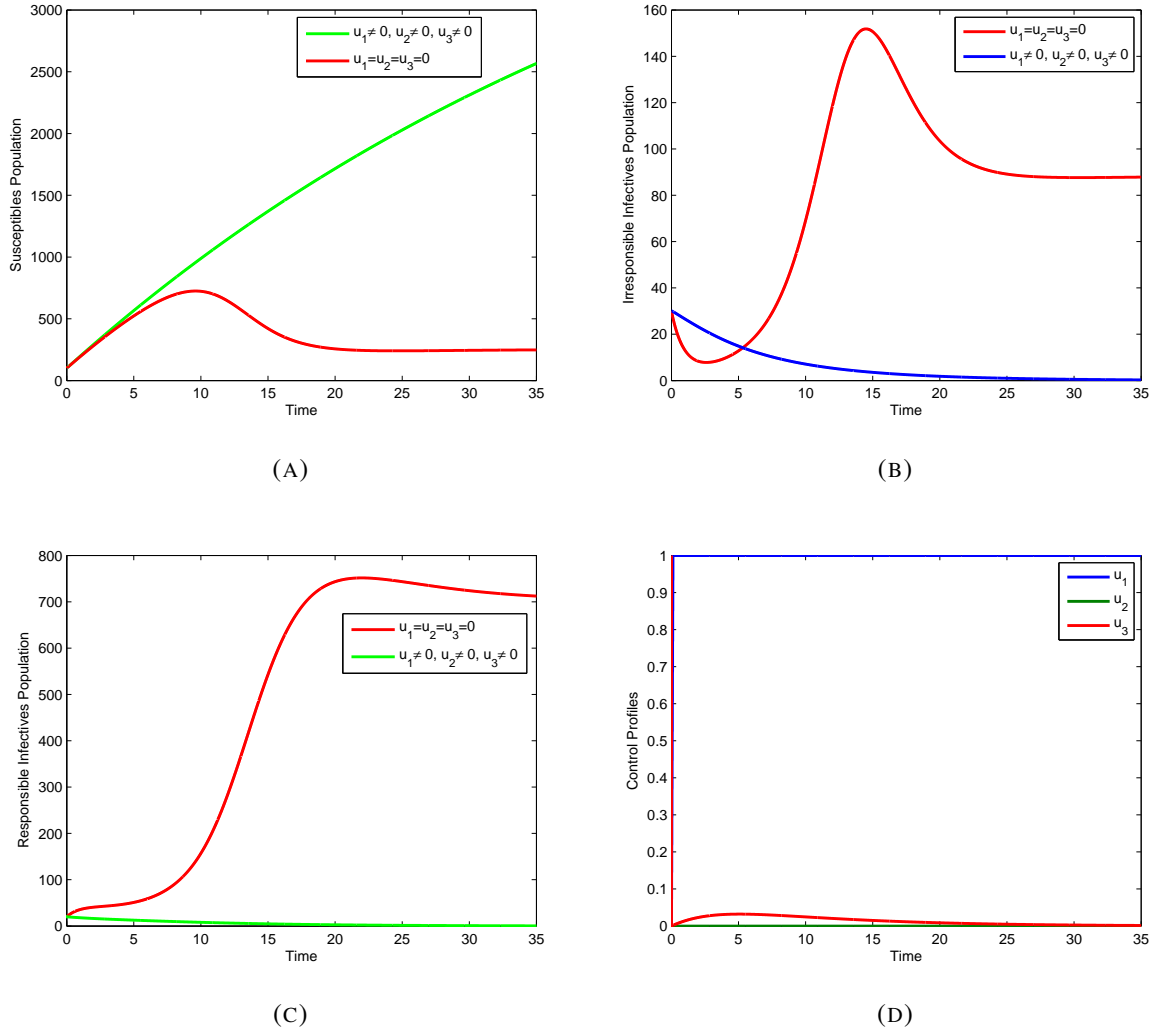 3000
2500
2000
1500
1000
500
0
0 5 10 15 20 25 30 35
Time
Susceptibles Population
u₁≠ 0, u₂≠ 0, u₃≠ 0
u₁=u₂=u₃=0
(A)
160
140
120
100
80
60
40
20
0
0 5 10 15 20 25 30 35
Time
Irresponsible Infectives Population
u₁=u₂=u₃=0
u₁≠ 0, u₂≠ 0, u₃≠ 0
(B)
800
700
600
500
400
300
200
100
0
0 5 10 15 20 25 30 35
Time
Responsible Infectives Population
u₁=u₂=u₃=0
u₁≠ 0, u₂≠ 0, u₃≠ 0
(C)
1
0.9
0.8
0.7
0.6
0.5
0.4
0.3
0.2
0.1
0
0 5 10 15 20 25 30 35
Time
Control Profiles
u₁
u₂
u₃
(D)